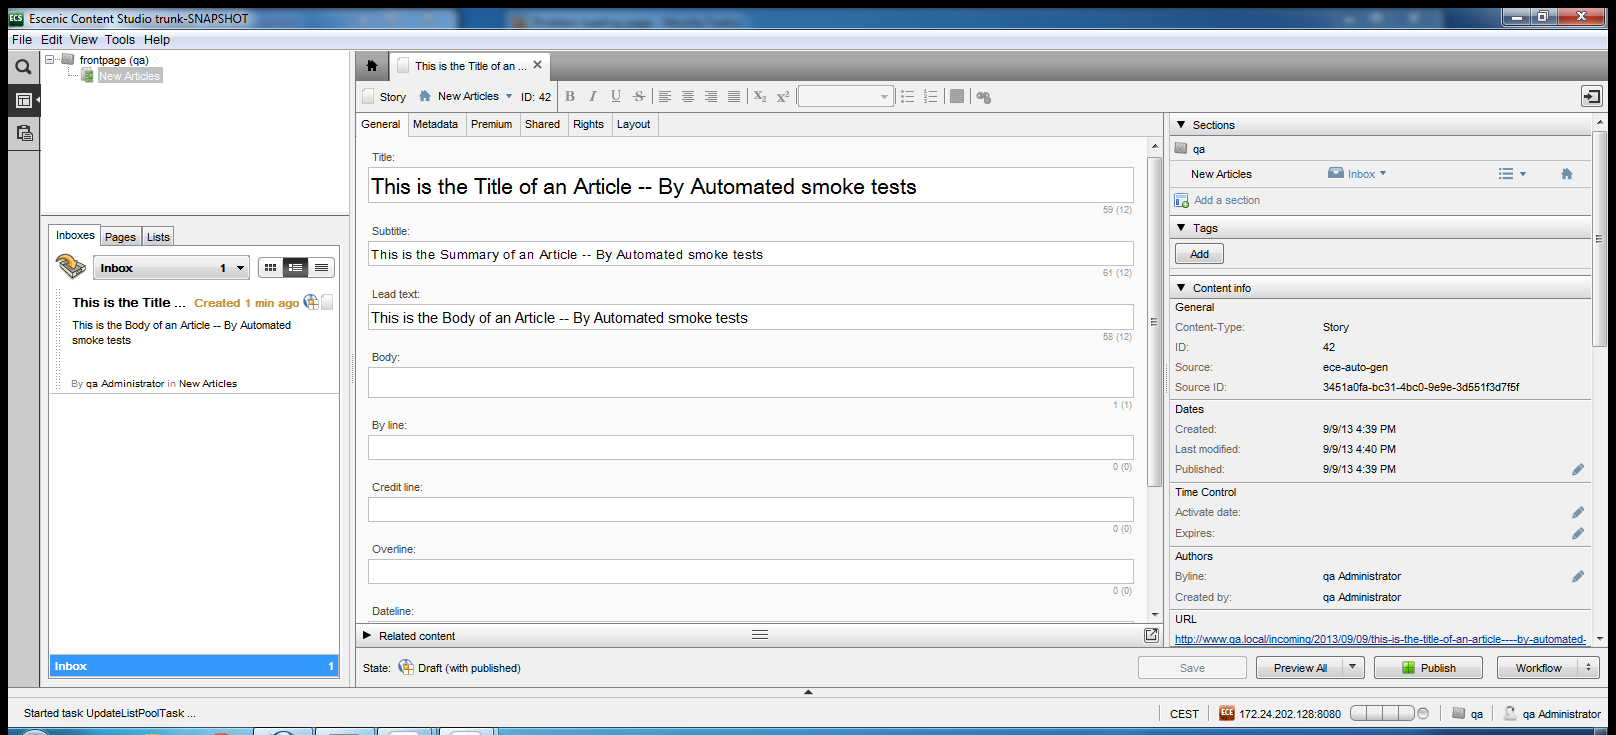 Escenic Content Studio trunk-SNAPSHOT
File Edit View Tools Help
frontpage (qa)
New Articles
Inboxes Pages Lists
Inbox 1
This is the Title ... Created 1 min ago
This is the Body of an Article -- By Automated
smoke tests
By qa Administrator in New Articles
Inbox 1
This is the Title of an ...
Story New Articles ID: 42 B I U S X2 X2
General Metadata Premium Shared Rights Layout
Title:
This is the Title of an Article -- By Automated smoke tests
59 (12)
Subtitle:
This is the Summary of an Article -- By Automated smoke tests
61 (12)
Lead text:
This is the Body of an Article -- By Automated smoke tests
58 (12)
Body:
1 (1)
By line:
0 (0)
Credit line:
0 (0)
Overline:
0 (0)
Dateline:
Related content
State: Draft (with published)
Save Preview All Publish Workflow
Sections
qa
New Articles Inbox
Add a section
Tags
Add
Content info
General
Content-Type: Story
ID: 42
Source: ece-auto-gen
Source ID: 3451a0fa-bc31-4bc0-9e9e-3d551f3d7f5f
Dates
Created: 9/9/13 4:39 PM
Last modified: 9/9/13 4:40 PM
Published: 9/9/13 4:39 PM
Time Control
Activate date:
Expires:
Authors
Byline: qa Administrator
Created by: qa Administrator
URL
http://www.qa.local/incoming/2013/09/09/this-is-the-title-of-an-article----by-automated-
Started task UpdateListPoolTask ...
CEST ECE 172.24.202.128:8080 qa qa Administrator